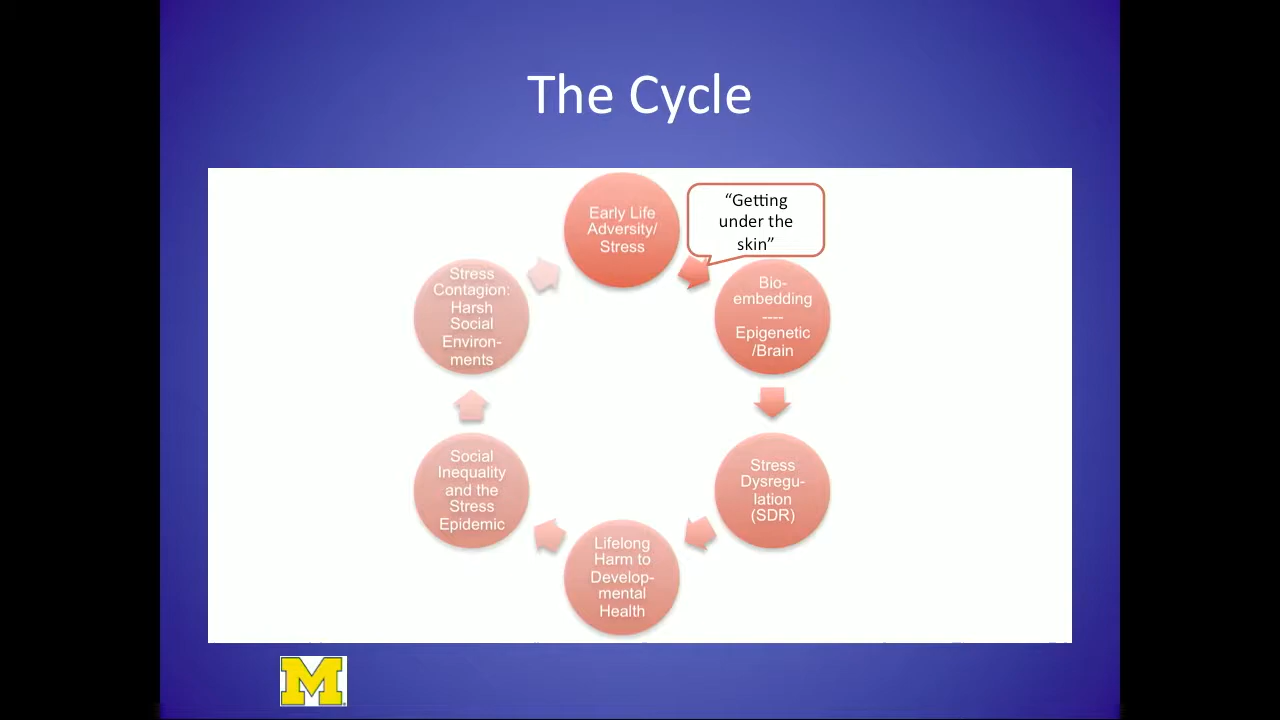 The Cycle
Early Life
Adversity/
Stress
“Getting
under the
skin”
Bio-
embedding
----
Epigenetic
/Brain
Stress
Dysregu-
lation
(SDR)
Lifelong
Harm to
Develop-
mental
Health
Social
Inequality
and the
Stress
Epidemic
Stress
Contagion:
Harsh
Social
Environ-
ments
M